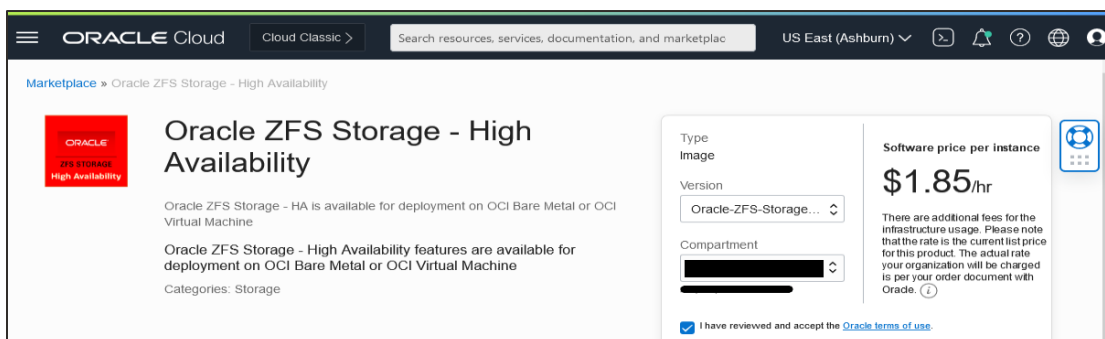 ORACLE Cloud
Cloud Classic >
Search resources, services, documentation, and marketplac
US East (Ashburn)
Marketplace » Oracle ZFS Storage - High Availability
ORACLE
ZFS STORAGE
High Availability
Oracle ZFS Storage - High
Availability
Oracle ZFS Storage - HA is available for deployment on OCI Bare Metal or OCI
Virtual Machine
Oracle ZFS Storage - High Availability features are available for
deployment on OCI Bare Metal or OCI Virtual Machine
Categories: Storage
Type
Image
Version
Oracle-ZFS-Storage...
Compartment
I have reviewed and accept the Oracle terms of use.
Software price per instance
$1.85/hr
There are additional fees for the
infrastructure usage. Please note
that the rate is the current list price
for this product. The actual rate
your organization will be charged
is per your order document with
Oracle. i